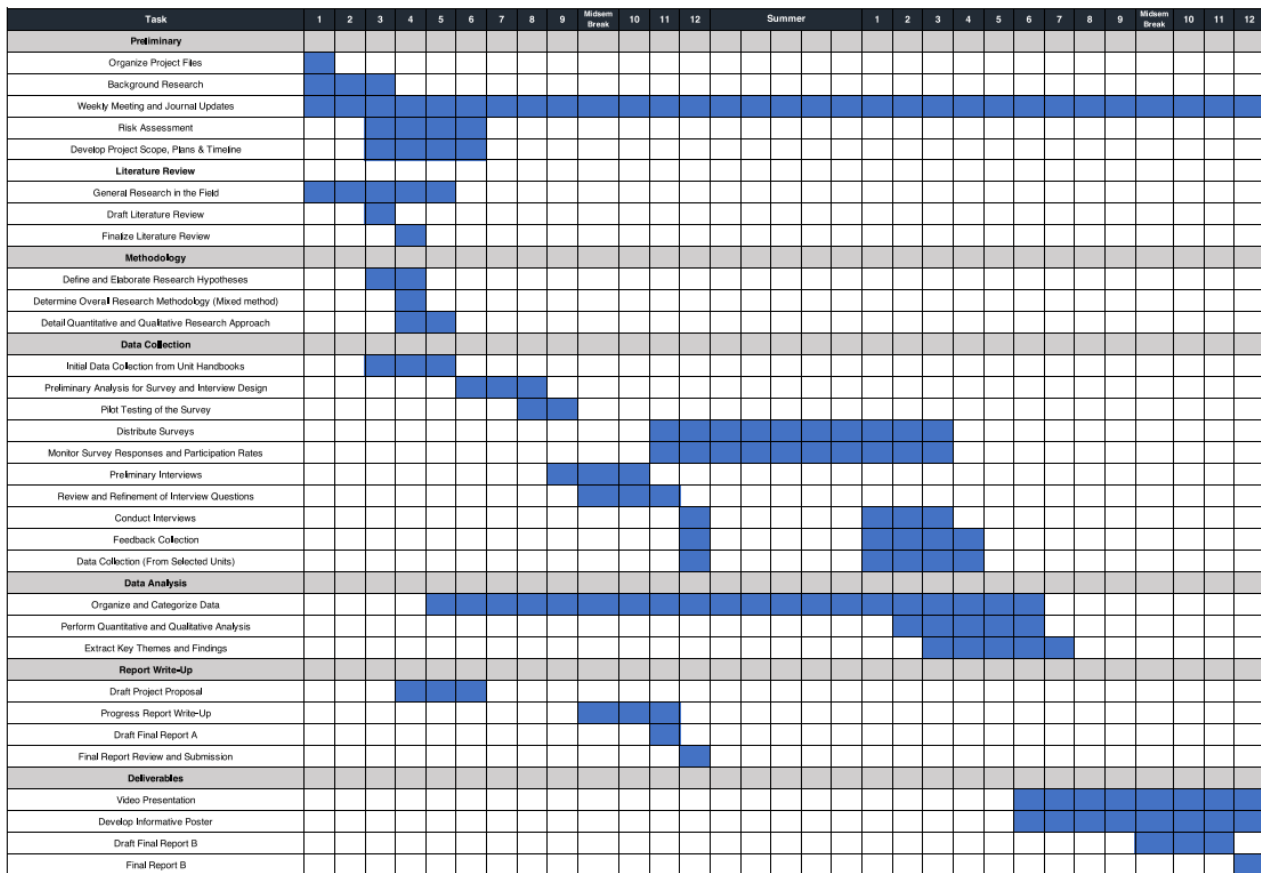 Task 1 2 3 4 5 6 7 8 9 Midsem Break 10 11 12 Summer 1 2 3 4 5 6 7 8 9 Midsem Break 10 11 12
Preliminary
Organize Project Files
Background Research
Weekly Meeting and Journal Updates
Risk Assessment
Develop Project Scope, Plans & Timeline
Literature Review
General Research in the Field
Draft Literature Review
Finalize Literature Review
Methodology
Define and Elaborate Research Hypotheses
Determine Overall Research Methodology (Mixed method)
Detail Quantitative and Qualitative Research Approach
Data Collection
Initial Data Collection from Unit Handbooks
Preliminary Analysis for Survey and Interview Design
Pilot Testing of the Survey
Distribute Surveys
Monitor Survey Responses and Participation Rates
Preliminary Interviews
Review and Refinement of Interview Questions
Conduct Interviews
Feedback Collection
Data Collection (From Selected Units)
Data Analysis
Organize and Categorize Data
Perform Quantitative and Qualitative Analysis
Extract Key Themes and Findings
Report Write-Up
Draft Project Proposal
Progress Report Write-Up
Draft Final Report A
Final Report Review and Submission
Deliverables
Video Presentation
Develop Informative Poster
Draft Final Report B
Final Report B